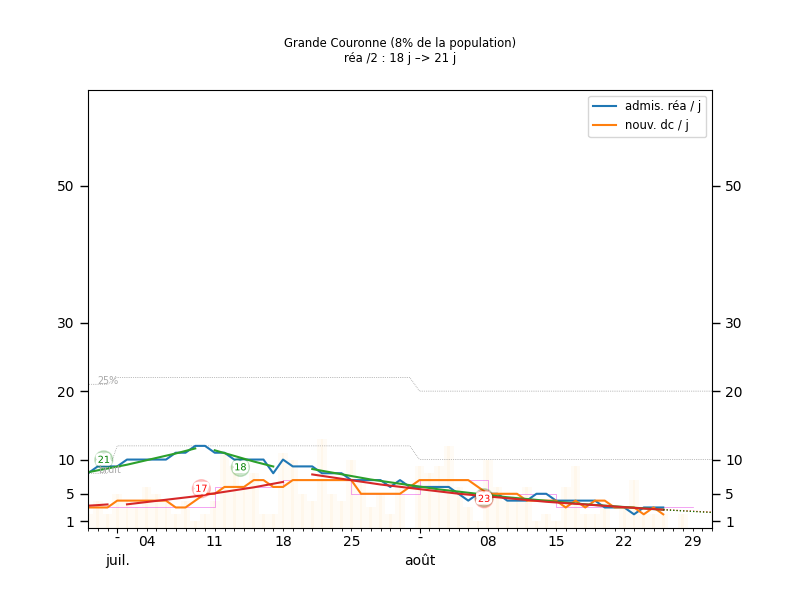 Grande Couronne (8% de la population)
réa /2 : 18 j –> 21 j
admis. réa / j
nouv. dc / j
50 50
30 30
25%
20 20
21
18
10 10
bruit
17
23
5 5
1 1
- 04 11 18 25 - 08 15 22 29
juil. août